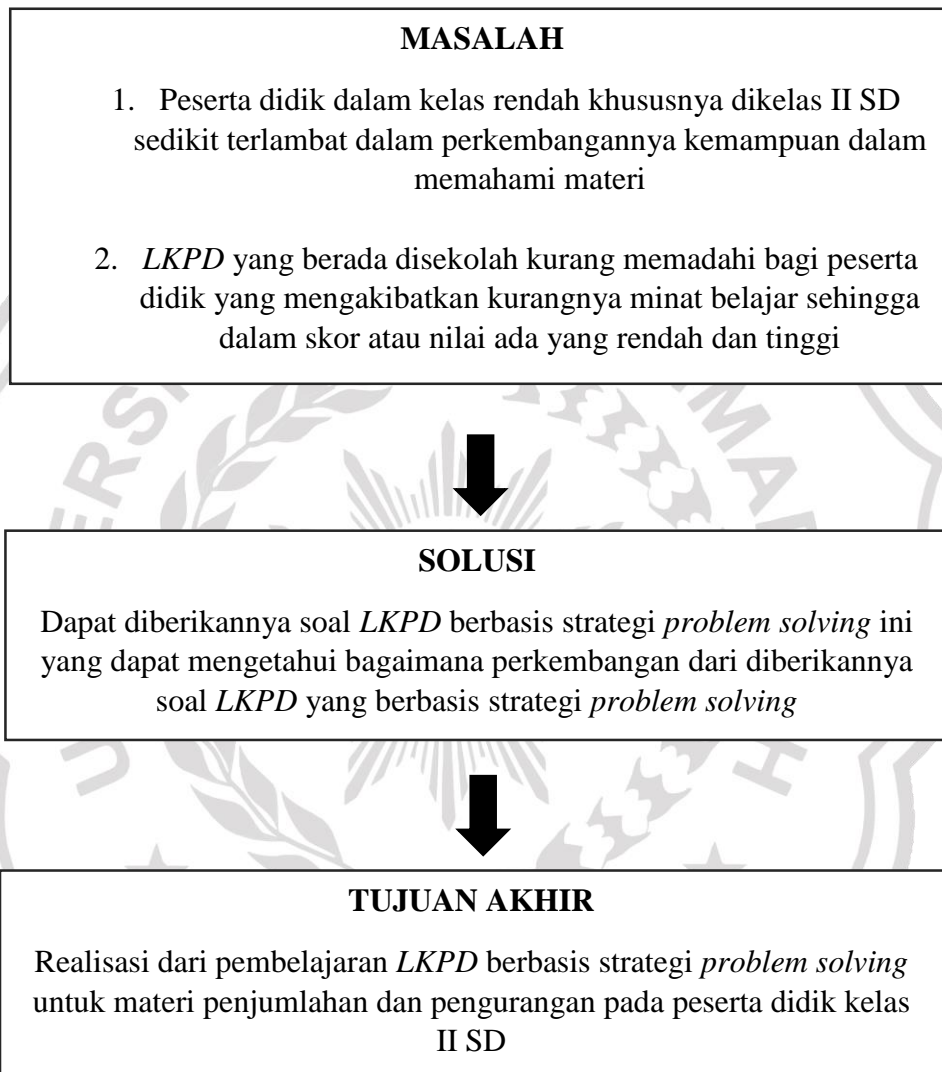 MASALAH
1. Peserta didik dalam kelas rendah khususnya dikelas II SD
sedikit terlambat dalam perkembangannya kemampuan dalam
memahami materi
2. LKPD yang berada disekolah kurang memadahi bagi peserta
didik yang mengakibatkan kurangnya minat belajar sehingga
dalam skor atau nilai ada yang rendah dan tinggi
SOLUSI
Dapat diberikannya soal LKPD berbasis strategi problem solving ini
yang dapat mengetahui bagaimana perkembangan dari diberikannya
soal LKPD yang berbasis strategi problem solving
TUJUAN AKHIR
Realisasi dari pembelajaran LKPD berbasis strategi problem solving
untuk materi penjumlahan dan pengurangan pada peserta didik kelas
II SD